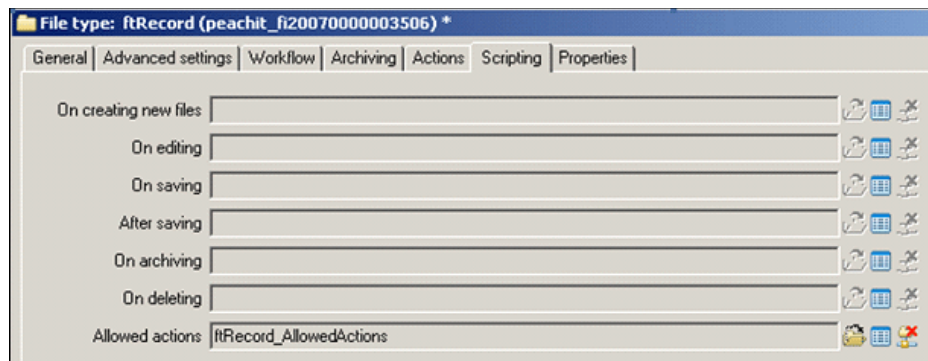 File type: ftRecord (peachit_fi20070000003506) *
General Advanced settings Workflow Archiving Actions Scripting Properties
On creating new files
On editing
On saving
After saving
On archiving
On deleting
Allowed actions ftRecord_AllowedActions